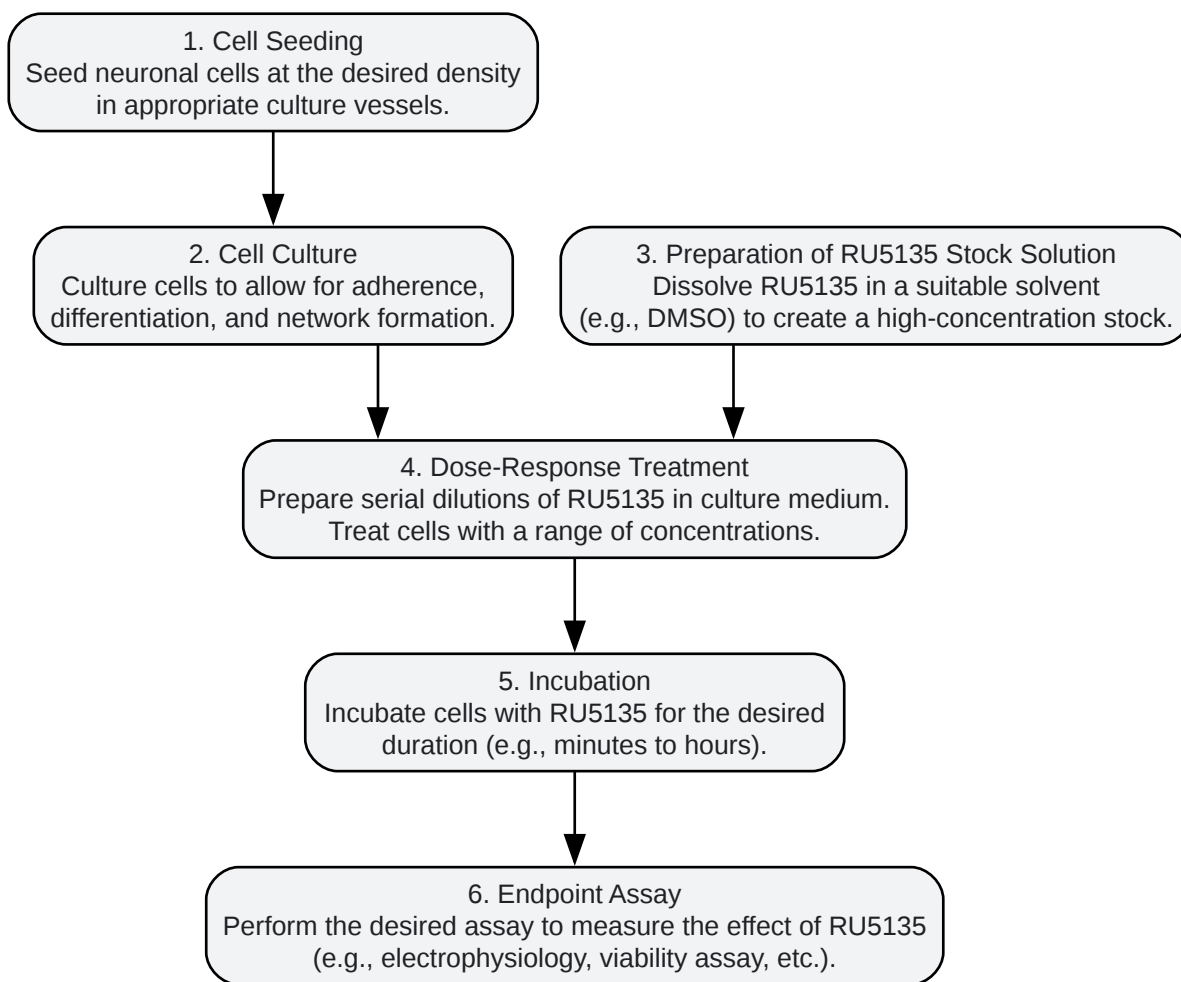 1. Cell Seeding
Seed neuronal cells at the desired density
in appropriate culture vessels.
2. Cell Culture
Culture cells to allow for adherence,
differentiation, and network formation.
3. Preparation of RU5135 Stock Solution
Dissolve RU5135 in a suitable solvent
(e.g., DMSO) to create a high-concentration stock.
4. Dose-Response Treatment
Prepare serial dilutions of RU5135 in culture medium.
Treat cells with a range of concentrations.
5. Incubation
Incubate cells with RU5135 for the desired
duration (e.g., minutes to hours).
6. Endpoint Assay
Perform the desired assay to measure the effect of RU5135
(e.g., electrophysiology, viability assay, etc.).